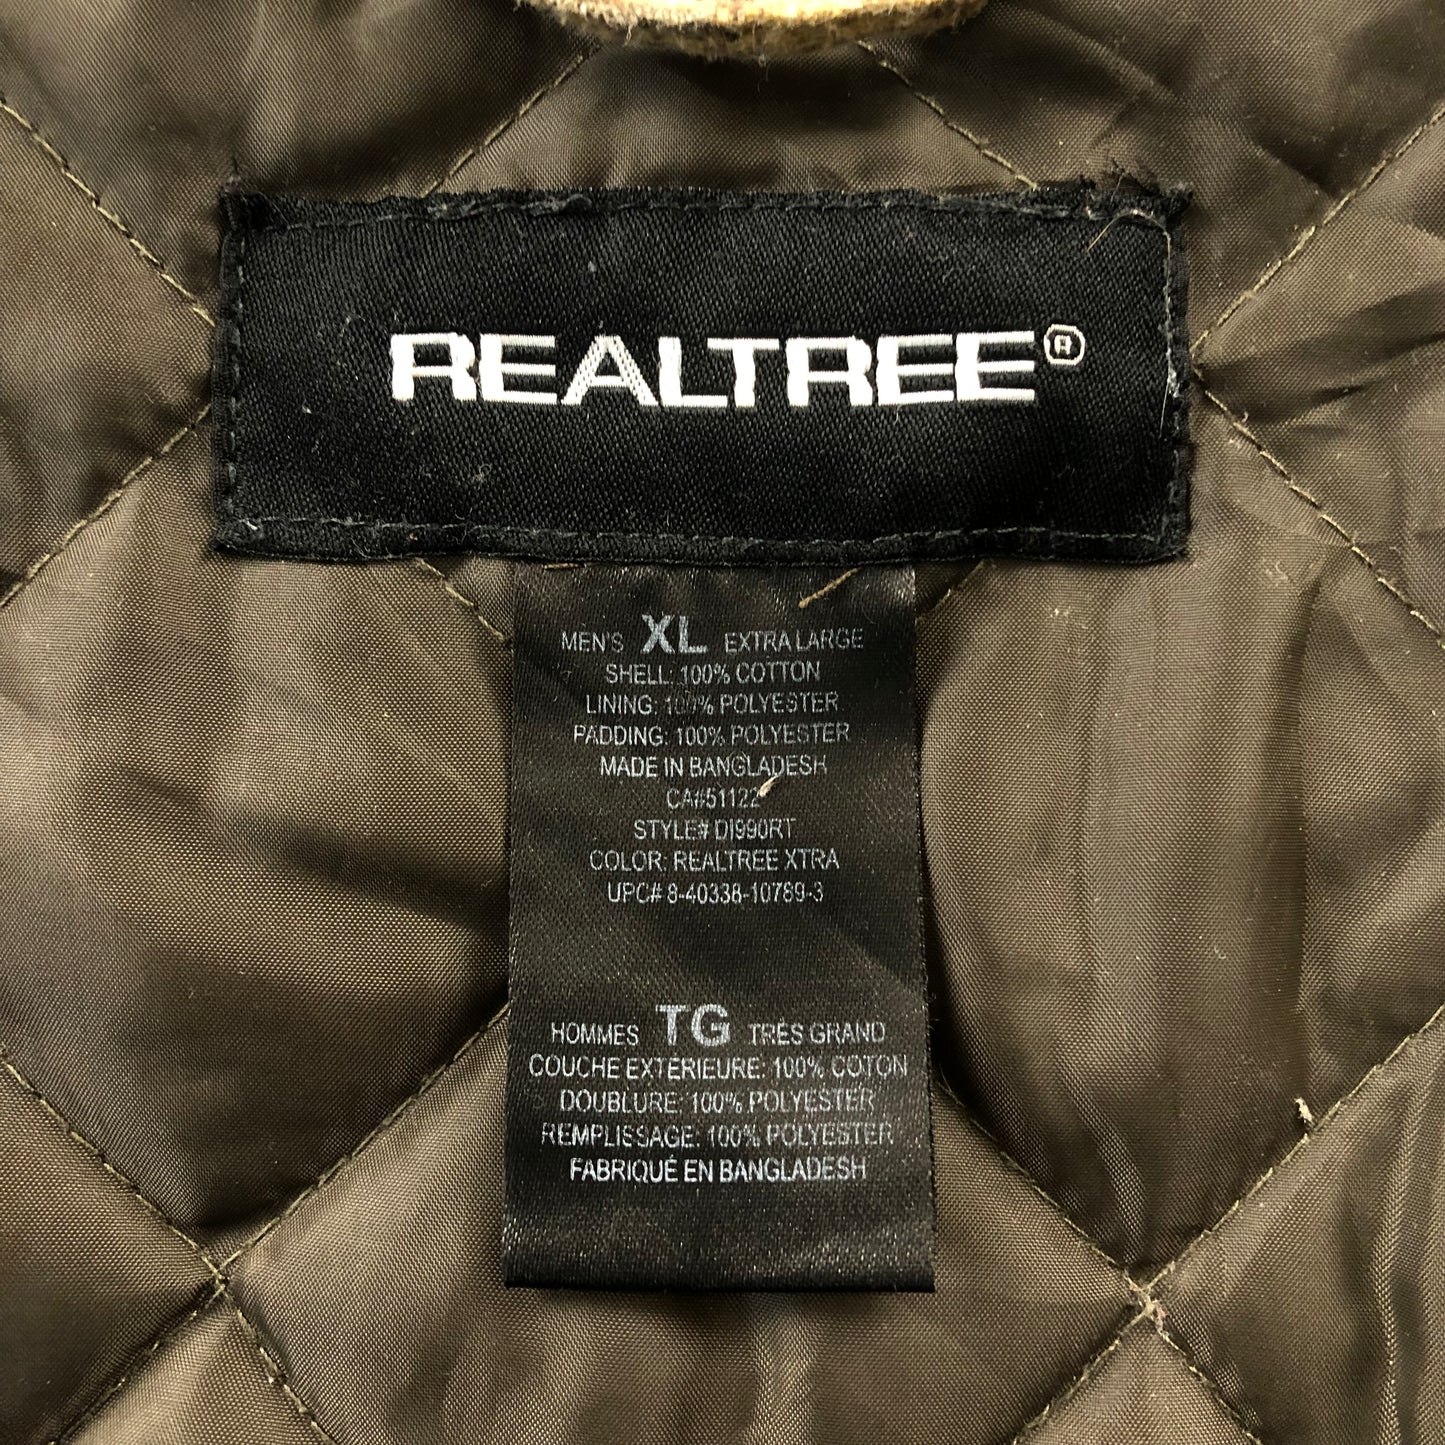 REALTREE®
MEN'S XL EXTRA LARGE
SHELL: 100% COTTON
LINING: 100% POLYESTER
PADDING: 100% POLYESTER
MADE IN BANGLADESH
CA#51122
STYLE# DI990RT
COLOR: REALTREE XTRA
UPC# 8-40338-10789-3
HOMMES TG TRÈS GRAND
COUCHE EXTERIEURE: 100% COTON
DOUBLURE: 100% POLYESTER
REMPLISSAGE: 100% POLYESTER
FABRIQUÉ EN BANGLADESH